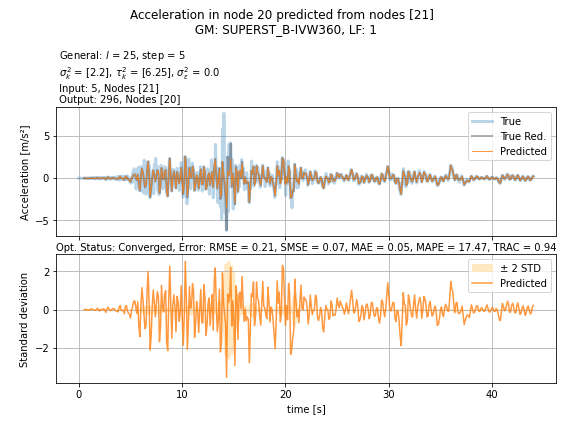 Acceleration in node 20 predicted from nodes [21]
GM: SUPERST_B-IVW360, LF: 1
General: l = 25, step = 5
σ²ₖ = [2.2], τ²ₖ = [6.25], σ²ε = 0.0
Input: 5, Nodes [21]
Output: 296, Nodes [20]
Acceleration [m/s²]
5
0
−5
True
True Red.
Predicted
Opt. Status: Converged, Error: RMSE = 0.21, SMSE = 0.07, MAE = 0.05, MAPE = 17.47, TRAC = 0.94
Standard deviation
2
0
−2
± 2 STD
Predicted
0 10 20 30 40
time [s]